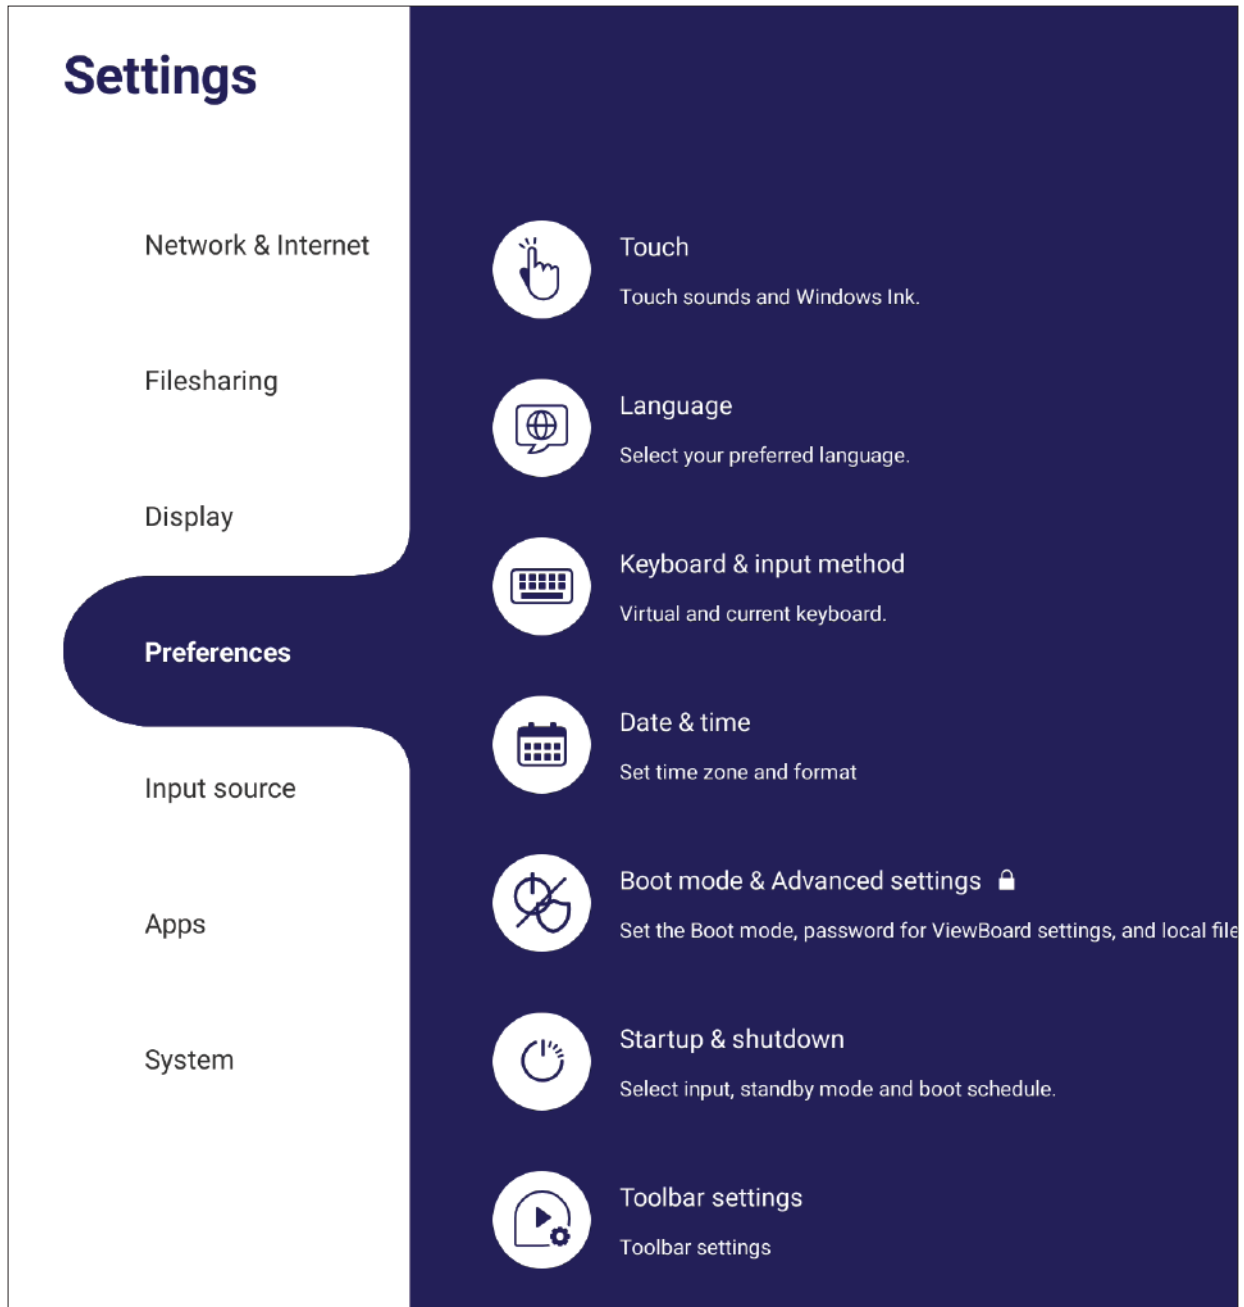 Settings
Network & Internet
Filesharing
Display
Preferences
Input source
Apps
System
Touch
Touch sounds and Windows Ink.
Language
Select your preferred language.
Keyboard & input method
Virtual and current keyboard.
Date & time
Set time zone and format
Boot mode & Advanced settings
Set the Boot mode, password for ViewBoard settings, and local file
Startup & shutdown
Select input, standby mode and boot schedule.
Toolbar settings
Toolbar settings